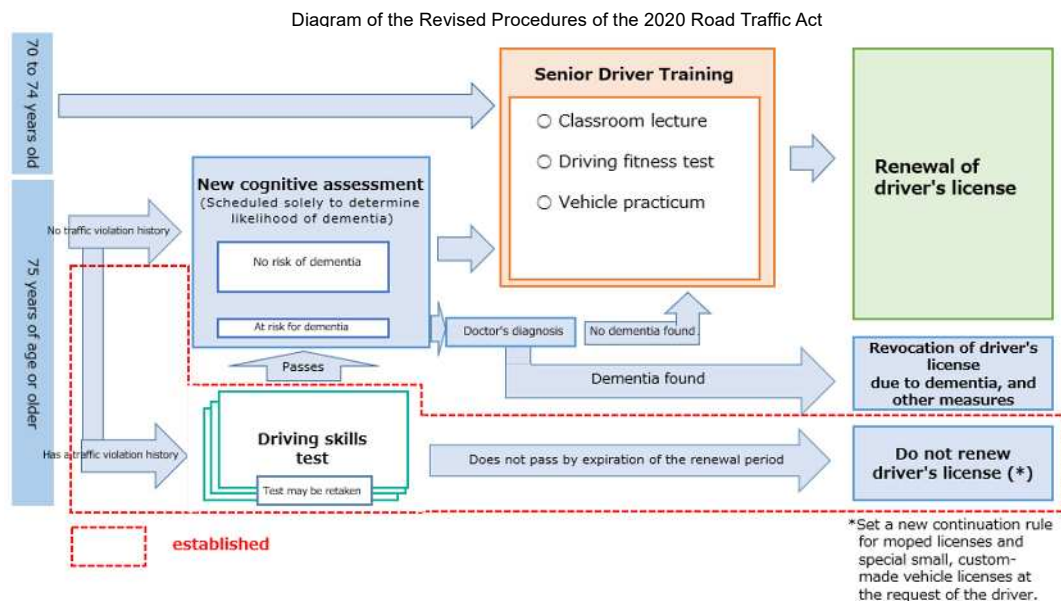 Diagram of the Revised Procedures of the 2020 Road Traffic Act
70 to 74 years old
Senior Driver Training
○ Classroom lecture
○ Driving fitness test
○ Vehicle practicum
Renewal of
driver's license
75 years of age or older
No traffic violation history
New cognitive assessment
(Scheduled solely to determine
likelihood of dementia)
No risk of dementia
At risk for dementia
Doctor's diagnosis
No dementia found
Dementia found
Revocation of driver's
license
due to dementia, and
other measures
Passes
Has a traffic violation history
Driving skills
test
Test may be retaken
Does not pass by expiration of the renewal period
Do not renew
driver's license (*)
established
*Set a new continuation rule
for moped licenses and
special small, custom-
made vehicle licenses at
the request of the driver.